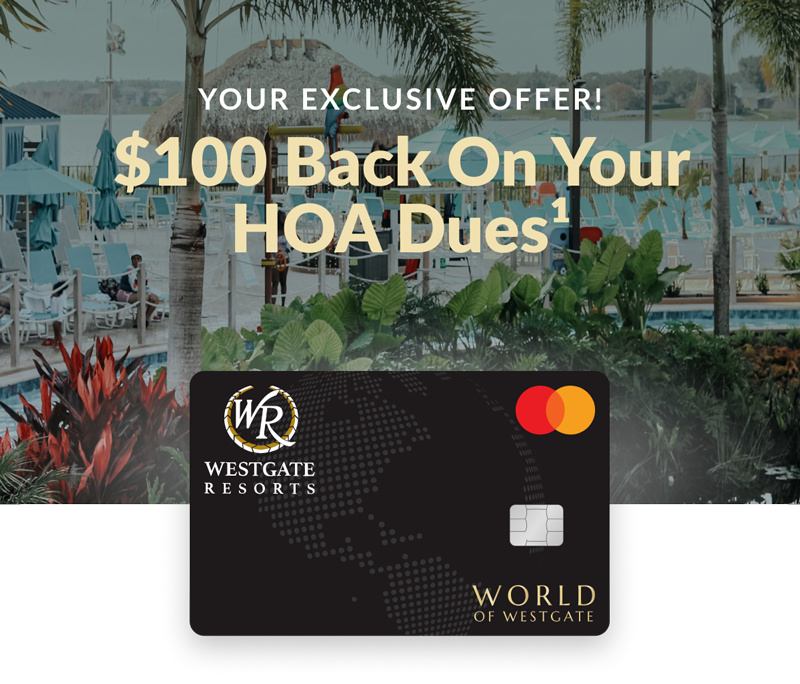 YOUR EXCLUSIVE OFFER!
$100 Back On Your
HOA Dues¹
WR
WESTGATE
RESORTS
WORLD
OF WESTGATE